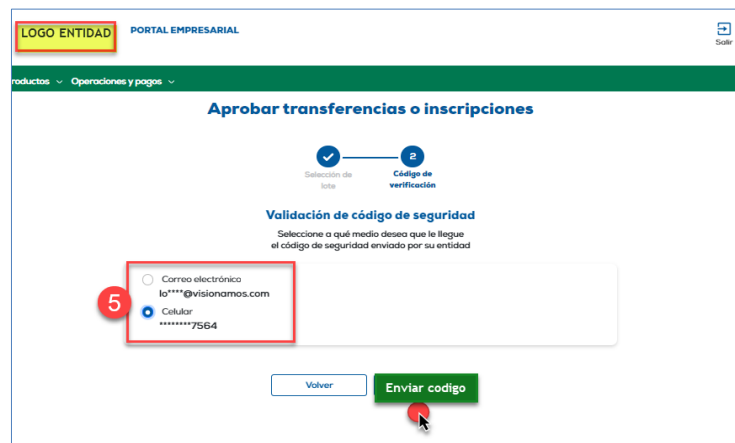 LOGO ENTIDAD
PORTAL EMPRESARIAL
Salir
roductos
Operaciones y pagos
Aprobar transferencias o inscripciones
2
Selección de
lote
Código de
verificación
Validación de código de seguridad
Seleccione a qué medio desea que le llegue
el código de seguridad enviado por su entidad
5
Correo electrónico
lo****@visionamos.com
Celular
********7564
Volver
Enviar codigo